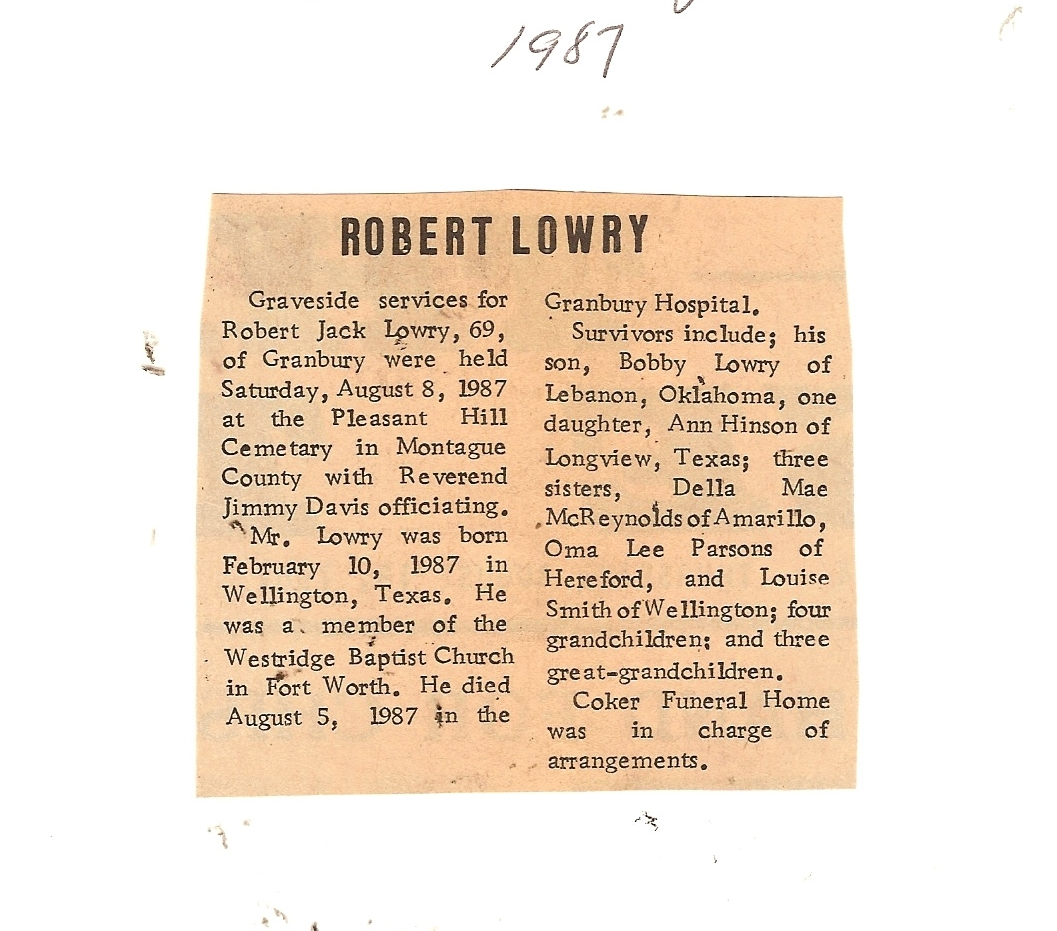 1987
ROBERT LOWRY
Graveside services for
Robert Jack Lowry, 69,
of Granbury were held
Saturday, August 8, 1987
at the Pleasant Hill
Cemetary in Montague
County with Reverend
Jimmy Davis officiating.
Mr. Lowry was born
February 10, 1987 in
Wellington, Texas. He
was a member of the
Westridge Baptist Church
in Fort Worth. He died
August 5, 1987 in the
Granbury Hospital.
Survivors include; his
son, Bobby Lowry of
Lebanon, Oklahoma, one
daughter, Ann Hinson of
Longview, Texas; three
sisters, Della Mae
McReynolds of Amarillo,
Oma Lee Parsons of
Hereford, and Louise
Smith of Wellington; four
grandchildren; and three
great-grandchildren.
Coker Funeral Home
was in charge of
arrangements.